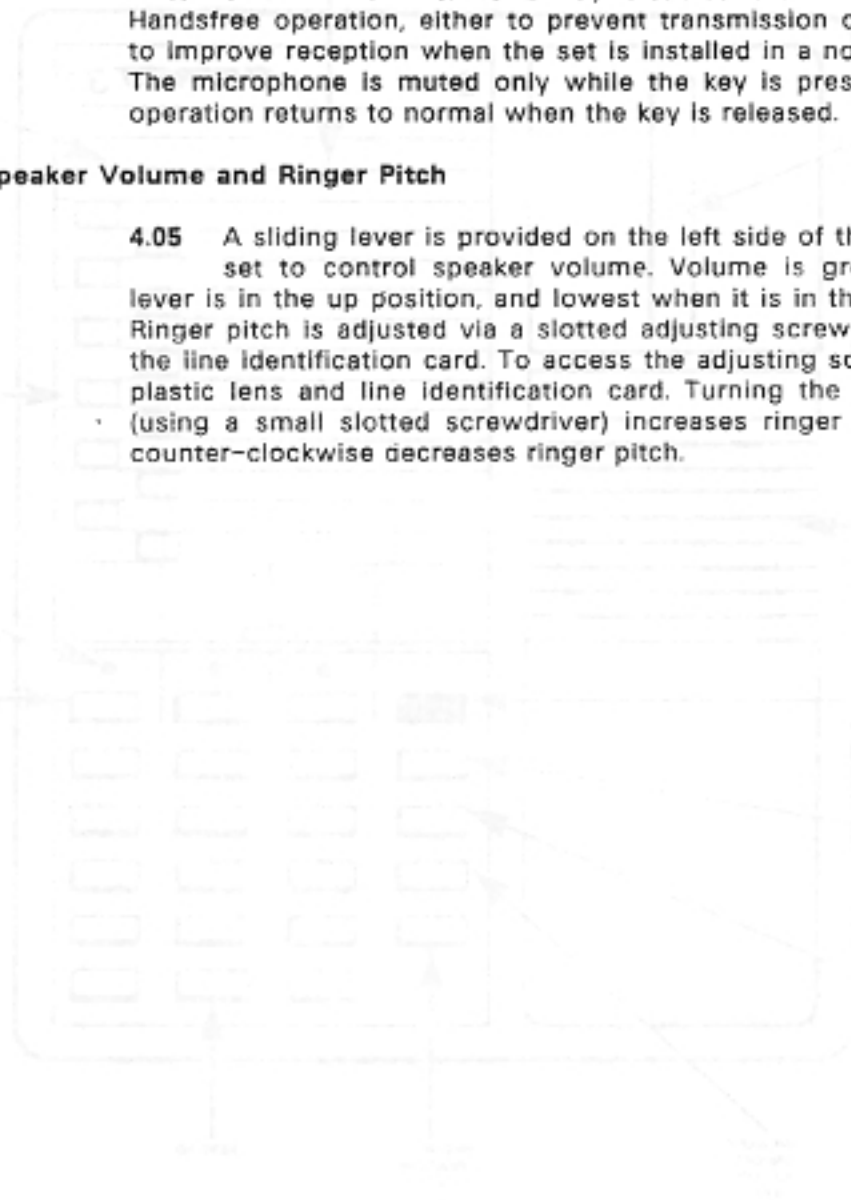 Handsfree operation, either to prevent transmission
to improve reception when the set is installed in a
The microphone is muted only while the key is
operation returns to normal when the key is released.
peaker Volume and Ringer Pitch
4.05 A sliding lever is provided on the left side of
set to control speaker volume. Volume is
lever is in the up position, and lowest when it is in
Ringer pitch is adjusted via a slotted adjusting screw
the line identification card. To access the adjusting
plastic lens and line identification card. Turning the
(using a small slotted screwdriver) increases ringer
counter-clockwise decreases ringer pitch.